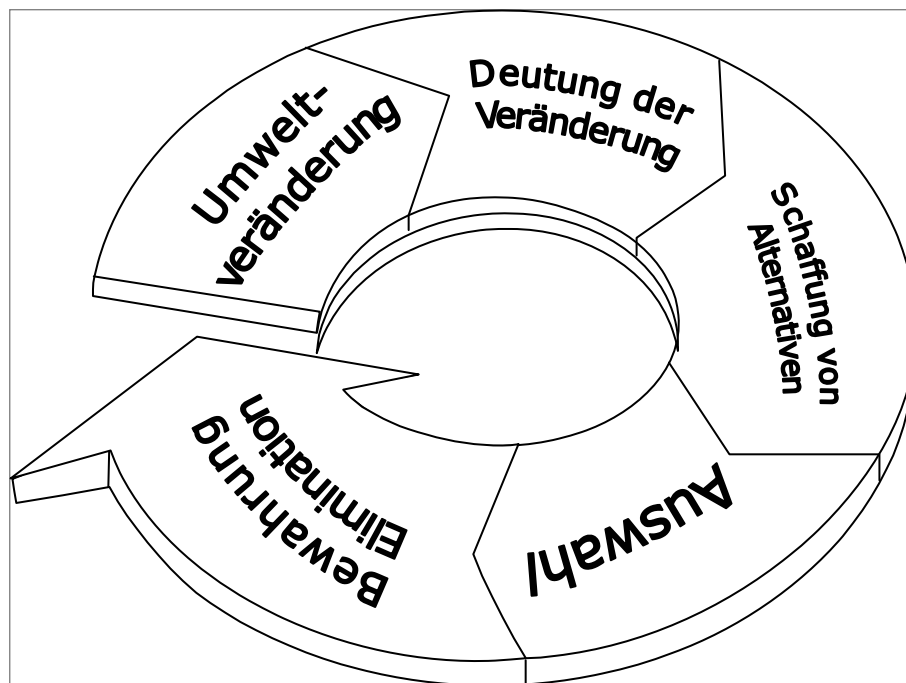 Umwelt-
veränderung
Deutung der
Veränderung
Schaffung von
Alternativen
Auswahl
Bewahrung
Elimination